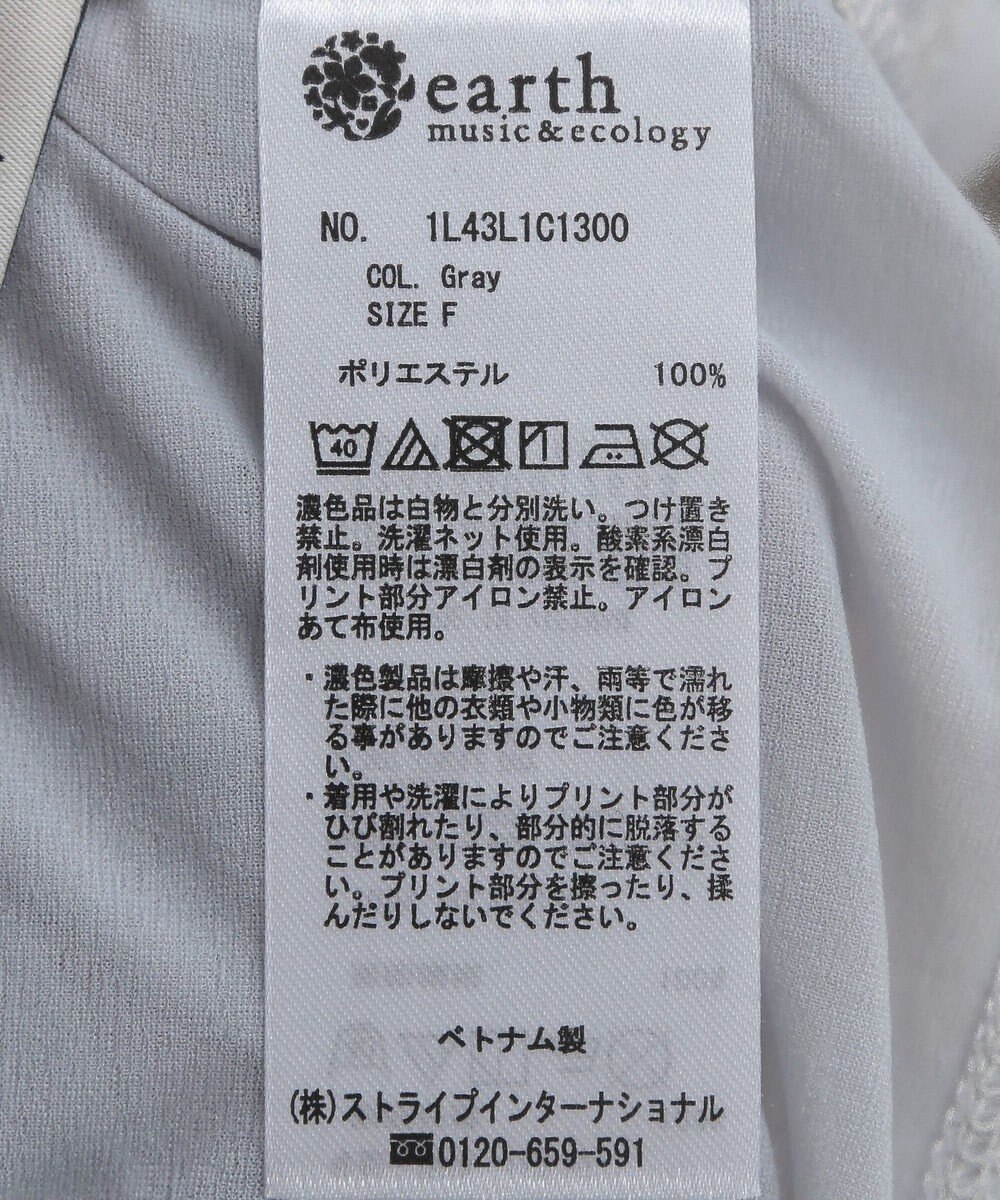 earth
music&ecology
NO. 1L43L1C1300
COL. Gray
SIZE F
ポリエステル 100%
40
濃色品は白物と分別洗い。つけ置き
禁止。洗濯ネット使用。酸素系漂白
剤使用時は漂白剤の表示を確認。プ
リント部分アイロン禁止。アイロン
あて布使用。
・濃色製品は摩擦や汗、雨等で濡れ
た際に他の衣類や小物類に色が移
る事がありますのでご注意くださ
い。
・着用や洗濯によりプリント部分が
ひび割れたり、部分的に脱落する
ことがありますのでご注意くださ
い。プリント部分を擦ったり、揉
んだりしないでください。
ベトナム製
(株)ストライプインターナショナル
0120-659-591